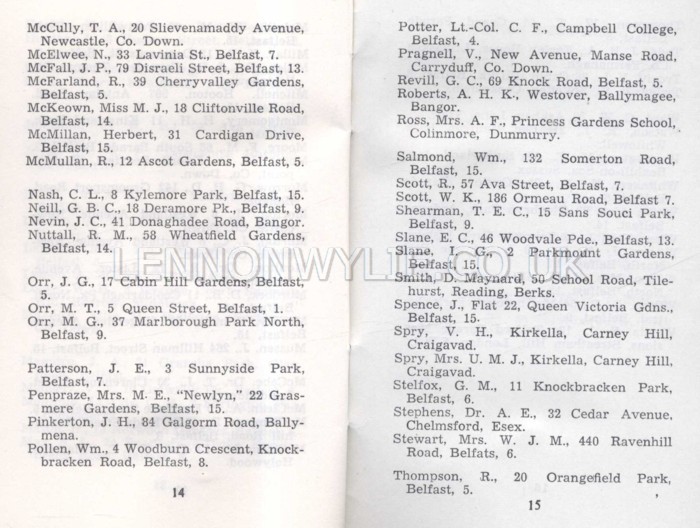 McCully, T. A., 20 Slievenamaddy Avenue,
Newcastle, Co. Down.
McElwee, N., 33 Lavinia St., Belfast, 7.
McFall, J. P., 79 Disraeli Street, Belfast, 13.
McFarland, R., 39 Cherryvalley Gardens,
Belfast, 5.
McKeown, Miss M. J., 18 Cliftonville Road,
Belfast, 14.
McMillan, Herbert, 31 Cardigan Drive,
Belfast, 15.
McMullan, R., 12 Ascot Gardens, Belfast, 5.
Nash, C. L., 8 Kylemore Park, Belfast, 15.
Neill, G. B. C., 18 Deramore Pk., Belfast, 9.
Nevin, J. C., 41 Donaghadee Road, Bangor.
Nuttall, R. M., 58 Wheatfield Gardens,
Belfast, 14.
Orr, J. G., 17 Cabin Hill Gardens, Belfast,
5.
Orr, M. T., 5 Queen Street, Belfast, 1.
Orr, M. G., 37 Marlborough Park North,
Belfast, 9.
Patterson, J. E., 3 Sunnyside Park,
Belfast, 7.
Penpraze, Mrs. M. E., "Newlyn," 22 Gras-
mere Gardens, Belfast, 15.
Pinkerton, J. H., 84 Galgorm Road, Bally-
mena.
Pollen, Wm., 4 Woodburn Crescent, Knock-
bracken Road, Belfast, 8.
14
Potter, Lt.-Col. C. F., Campbell College,
Belfast, 4.
Pragnell, V., New Avenue, Manse Road,
Carryduff, Co. Down.
Revill, G. C., 69 Knock Road, Belfast, 5.
Roberts, A. H. K., Westover, Ballymagee,
Bangor.
Ross, Mrs. A. F., Princess Gardens School,
Colinmore, Dunmurry.
Salmond, Wm., 132 Somerton Road,
Belfast, 15.
Scott, R., 57 Ava Street, Belfast, 7.
Scott, W. K., 186 Ormeau Road, Belfast 7.
Shearman, T. E. C., 15 Sans Souci Park,
Belfast, 9.
Slane, E. C., 46 Woodvale Pde., Belfast, 13.
Slane, I. G., 2 Parkmount Gardens,
Belfast, 15.
Smith, D. Maynard, 50 School Road, Tile-
hurst, Reading, Berks.
Spence, J., Flat 22, Queen Victoria Gdns.,
Belfast, 15.
Spry, V. H., Kirkella, Carney Hill,
Craigavad.
Spry, Mrs. U. M. J., Kirkella, Carney Hill,
Craigavad.
Stelfox, G. M., 11 Knockbracken Park,
Belfast, 6.
Stephens, Dr. A. E., 32 Cedar Avenue,
Chelmsford, Esex.
Stewart, Mrs. W. J. M., 440 Ravenhill
Road, Belfats, 6.
Thompson, R., 20 Orangefield Park,
Belfast, 5.
15
LENNONWYLIE.CO.UK